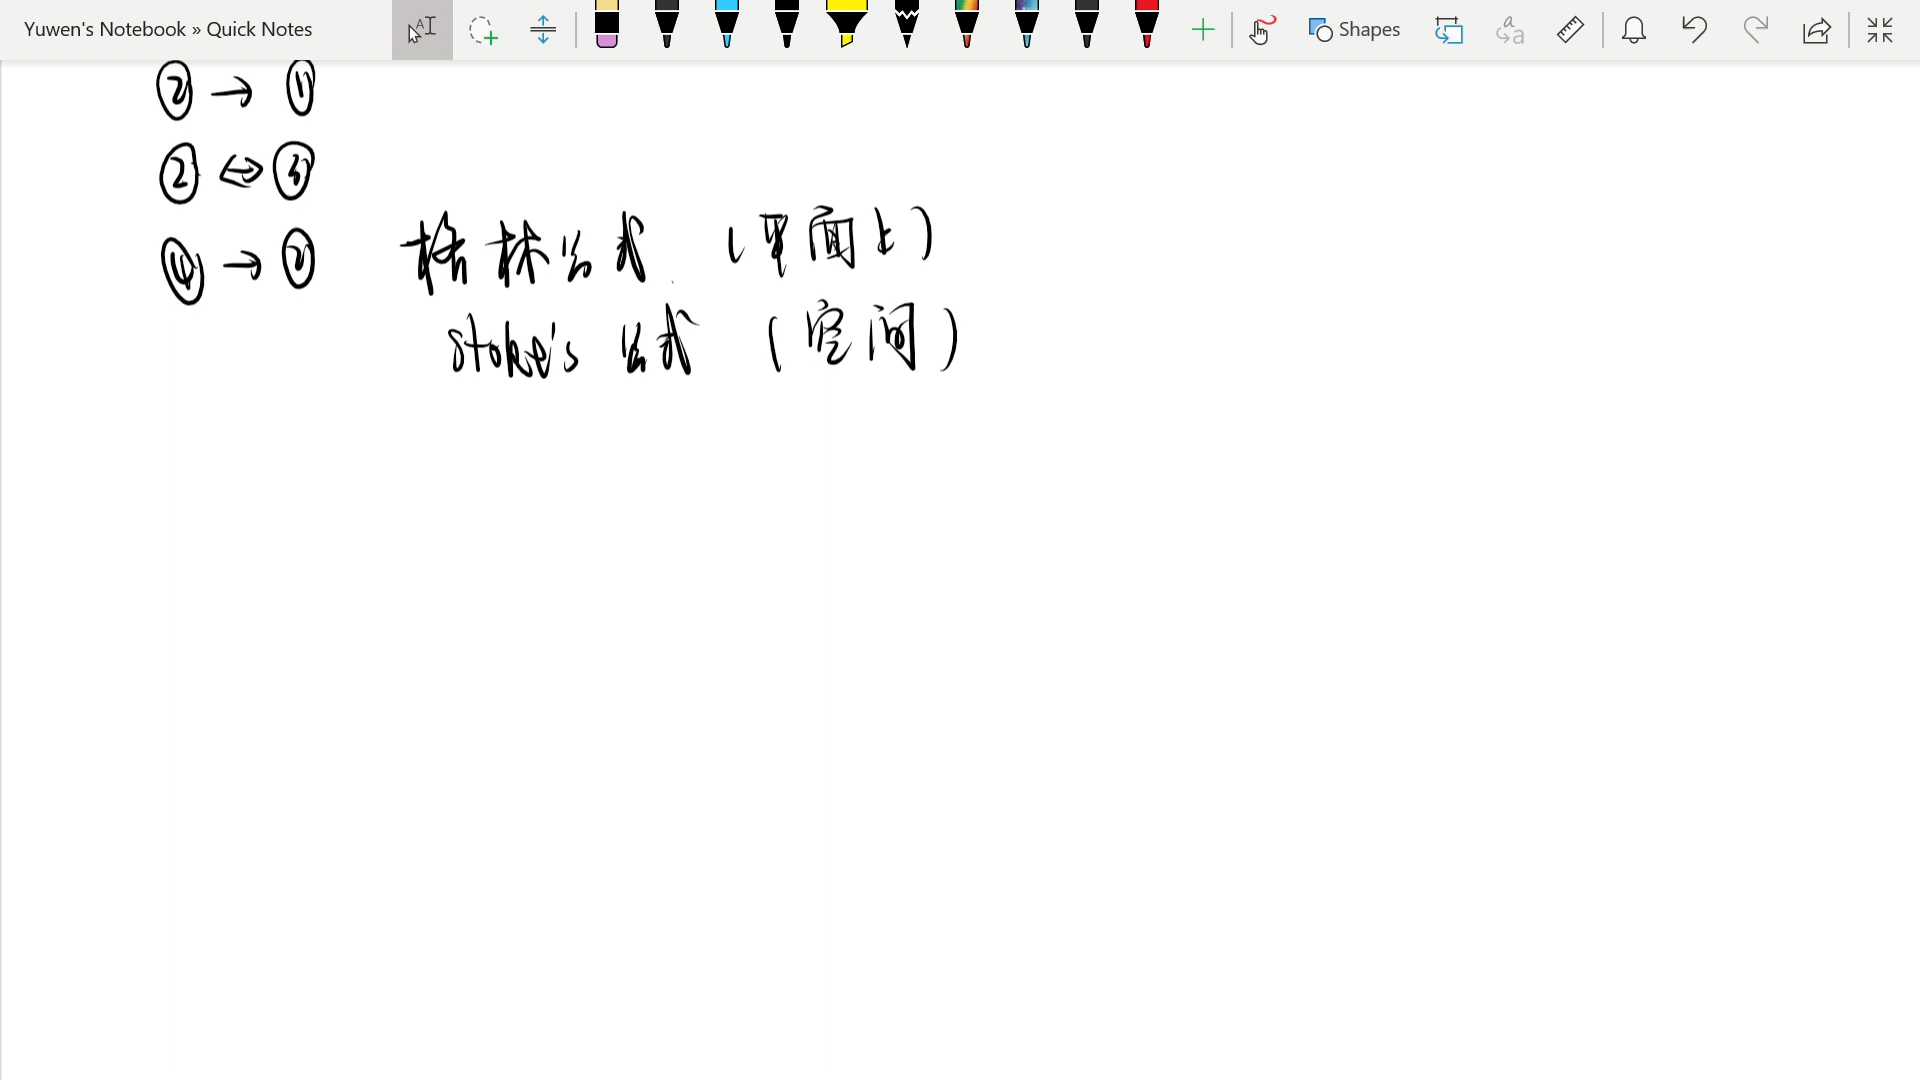 Yuwen's Notebook » Quick Notes
Shapes
② → ①
② ⇔ ③
④ → ② 格林公式 (平面上)
stoke's 公式 (空间)